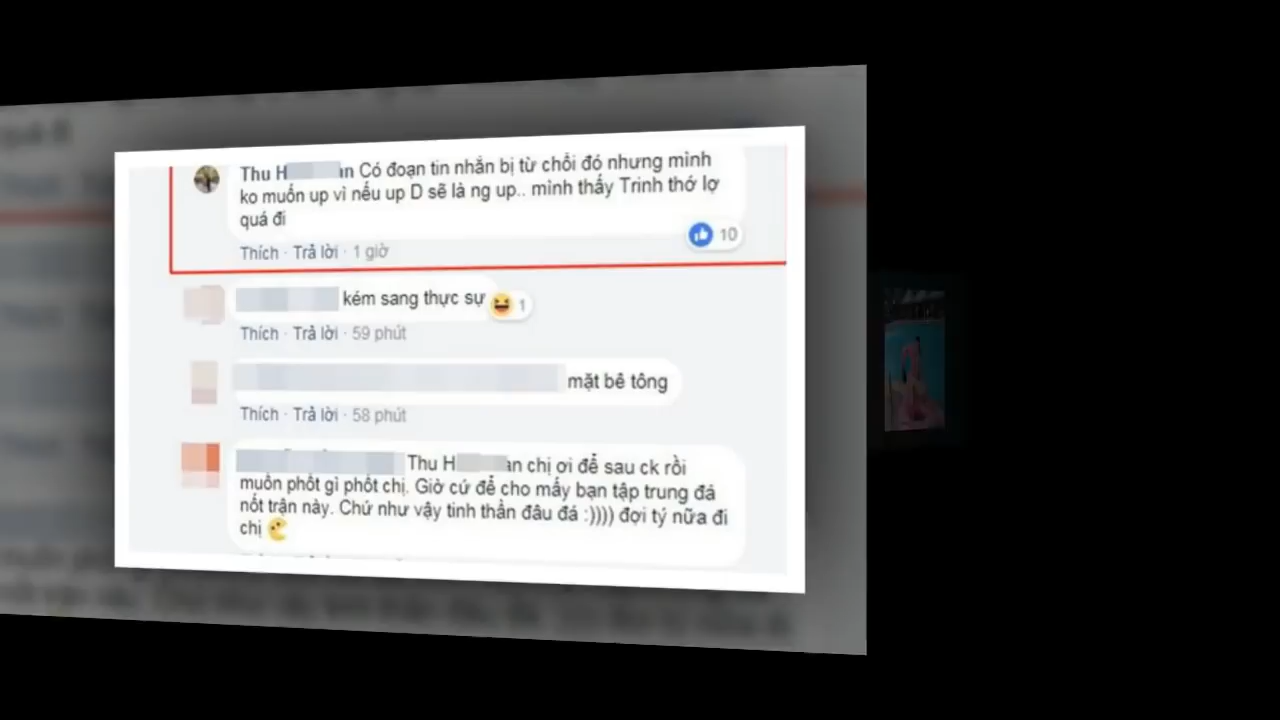 Thu H in Có đoạn tin nhắn bị từ chối đó nhưng mình
ko muốn up vì nếu up D sẽ là ng up.. mình thấy Trinh thớ lợ
quá đi
10
Thích · Trả lời · 1 giờ
kém sang thực sự
1
Thích · Trả lời · 59 phút
mặt bê tông
Thích · Trả lời · 58 phút
Thu H an chị ơi để sau ck rồi
muốn phốt gì phốt chị. Giờ cứ để cho mấy bạn tập trung đá
nốt trận này. Chứ như vậy tinh thần đâu đá :)))) đợi tý nữa đi
chị